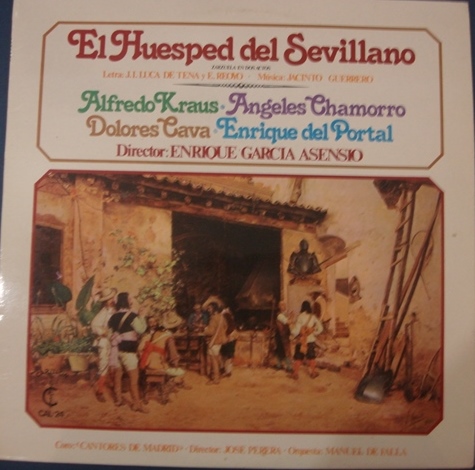 El Huesped del Sevillano
ZARZUELA EN DOS ACTOS
Letra: J.I. LUCA DE TENA y E. REOYO Música: JACINTO GUERRERO
Alfredo Kraus · Angeles Chamorro
Dolores Cava · Enrique del Portal
Director: ENRIQUE GARCIA ASENSIO
Coro: "CANTORES DE MADRID" · Director: JOSE PERERA · Orquesta: MANUEL DE FALLA